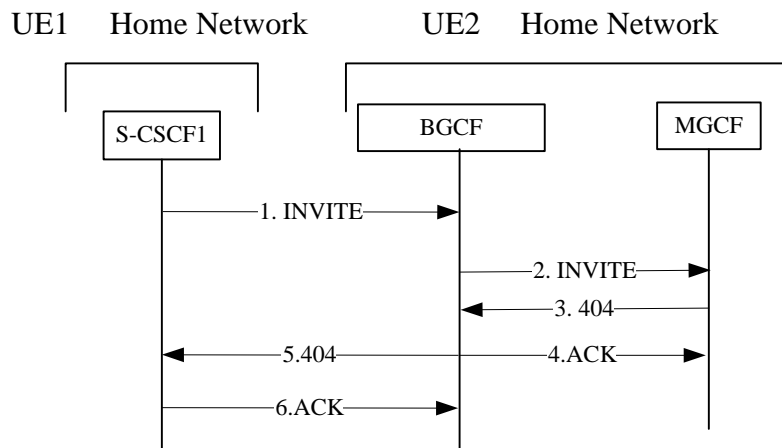 UE1 Home Network UE2 Home Network
S-CSCF1 BGCF MGCF
1. INVITE
2. INVITE
3. 404
5.404 4.ACK
6.ACK